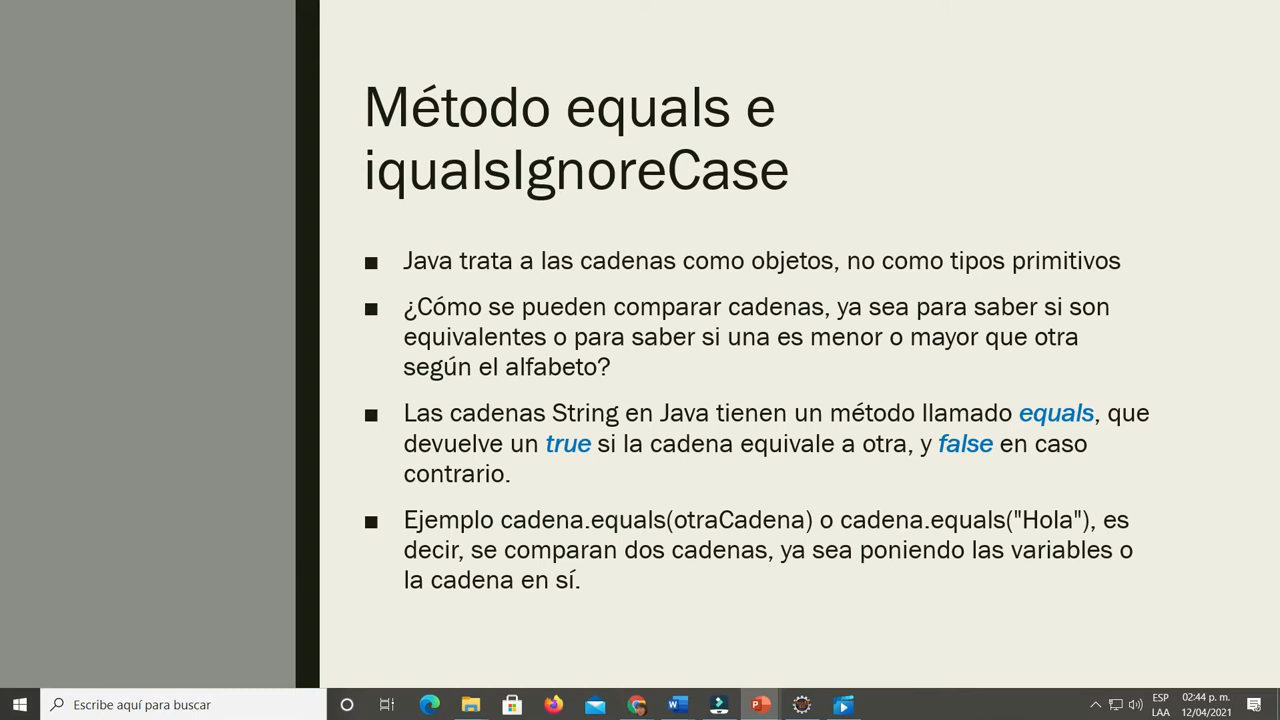 Método equals e
iqualsIgnoreCase
■ Java trata a las cadenas como objetos, no como tipos primitivos
■ ¿Cómo se pueden comparar cadenas, ya sea para saber si son
equivalentes o para saber si una es menor o mayor que otra
según el alfabeto?
■ Las cadenas String en Java tienen un método llamado equals, que
devuelve un true si la cadena equivale a otra, y false en caso
contrario.
■ Ejemplo cadena.equals(otraCadena) o cadena.equals("Hola"), es
decir, se comparan dos cadenas, ya sea poniendo las variables o
la cadena en sí.
Escribe aquí para buscar
ESP
LAA
02:44 p. m.
12/04/2021